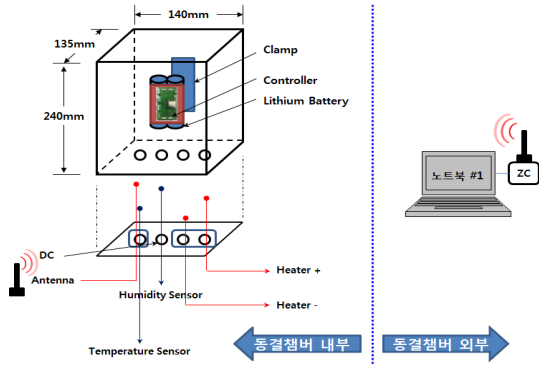 140mm
135mm
240mm
Clamp
Controller
Lithium Battery
노트북 #1
ZC
DC
Antenna
Humidity Sensor
Heater +
Heater -
Temperature Sensor
동결챔버 내부
동결챔버 외부